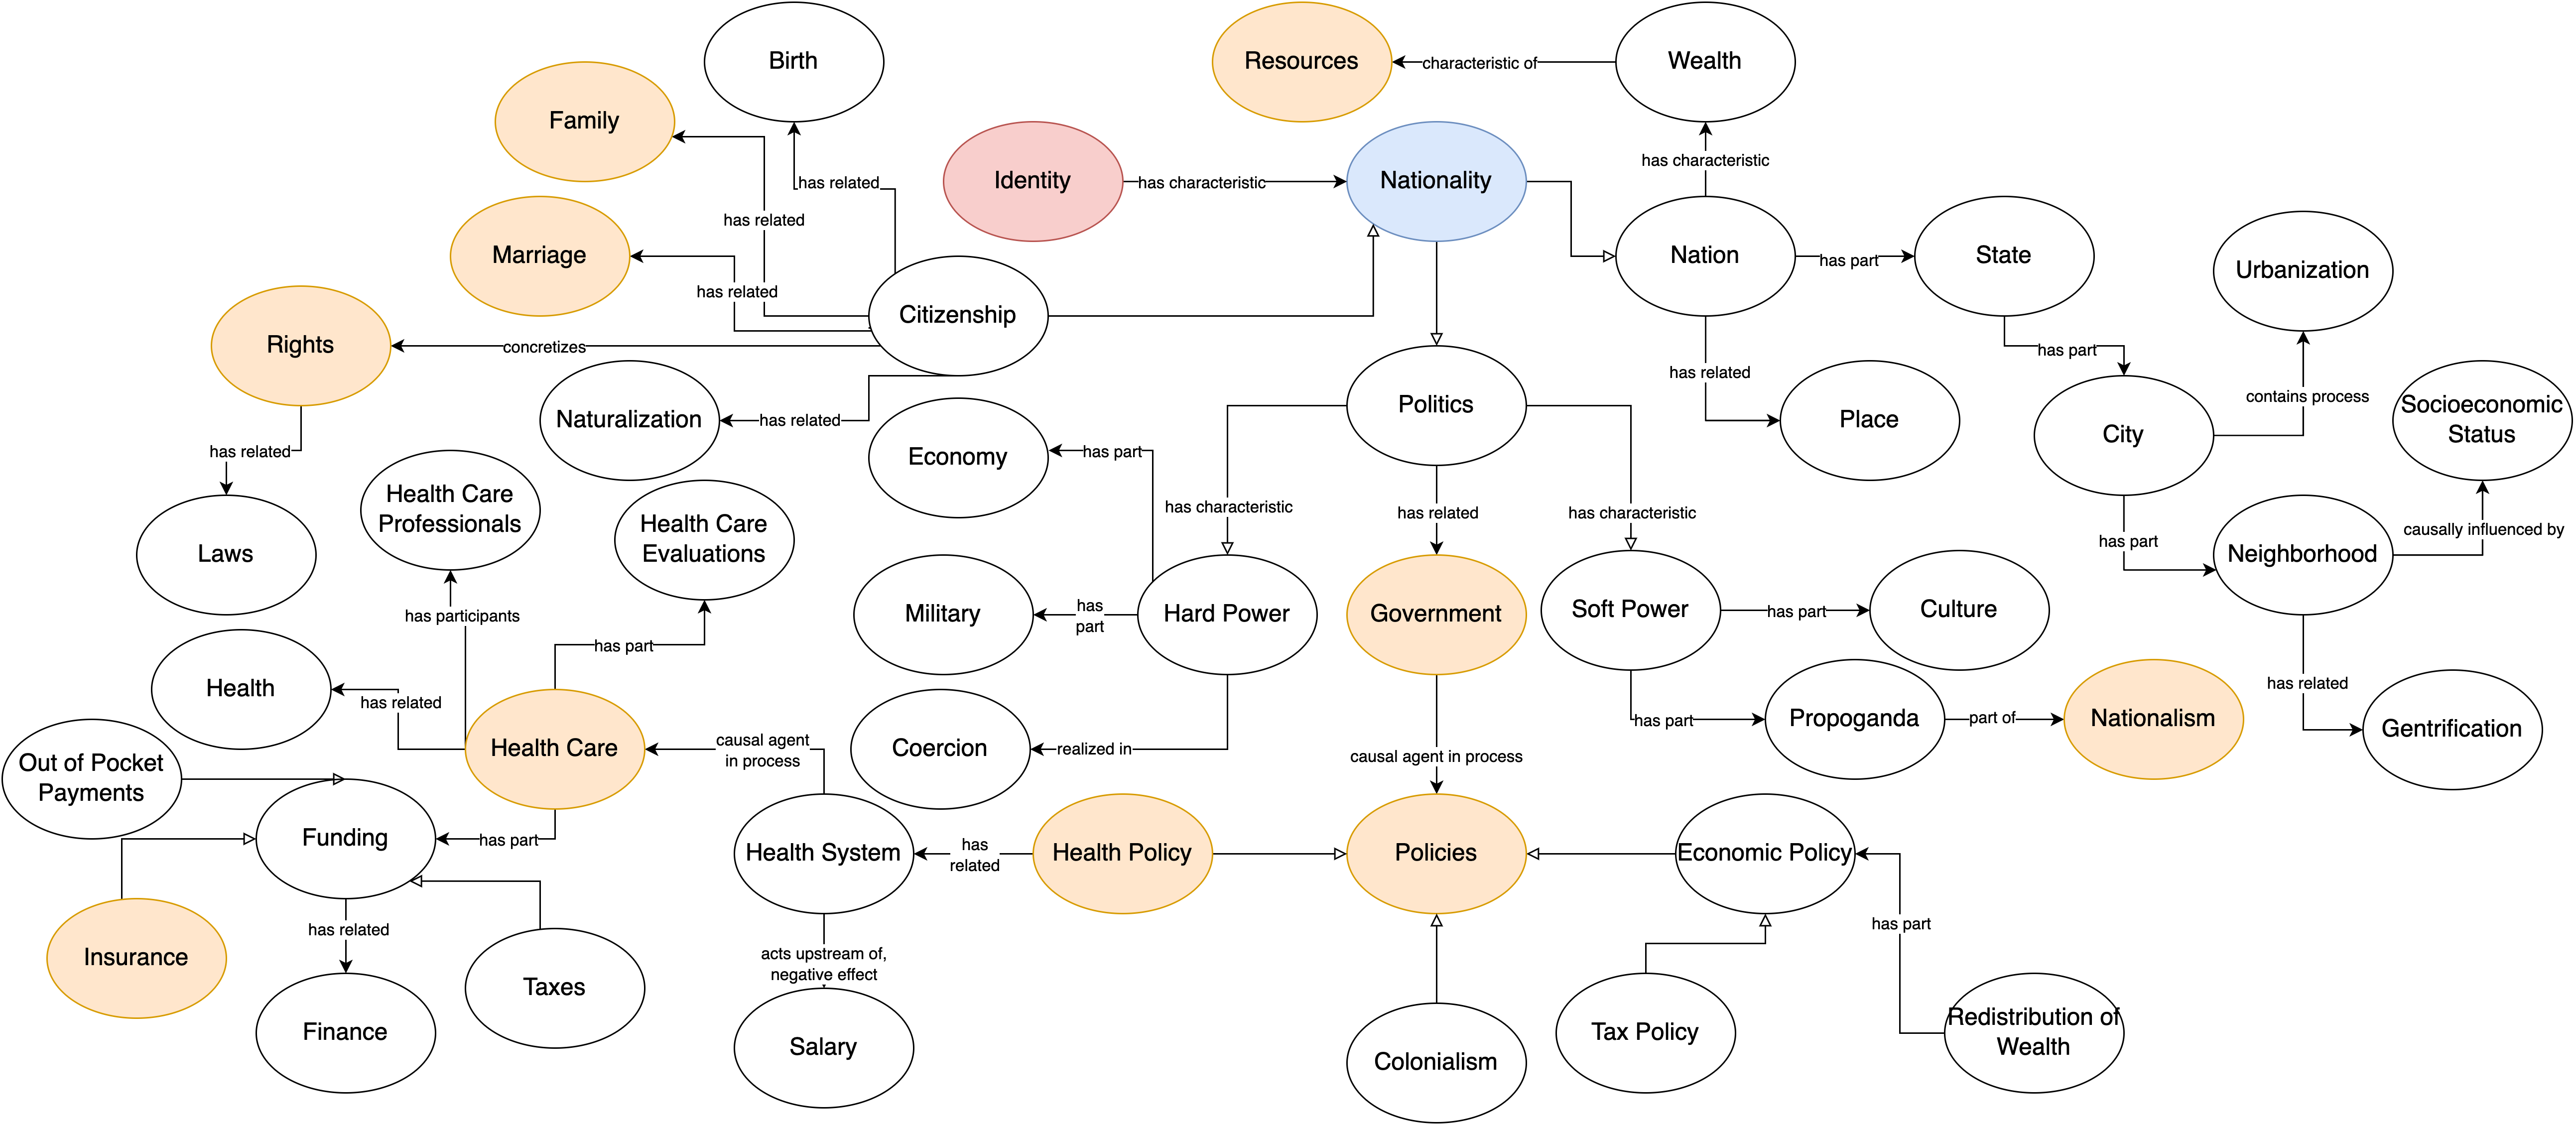 Birth
Resources
characteristic of
Wealth
Family
has characteristic
Identity
has characteristic
Nationality
has related
has related
Marriage
Nation
has part
State
Urbanization
has related
Citizenship
Rights
concretizes
has part
has related
contains process
Naturalization
has related
Politics
Place
City
Socioeconomic
Status
has related
Economy
has part
Health Care
Professionals
Health Care
Evaluations
has characteristic
has related
has characteristic
causally influenced by
has part
Laws
Neighborhood
has participants
Military
has
part
Hard Power
Government
Soft Power
has part
Culture
has part
Health
has related
has related
Health Care
causal agent
in process
Coercion
realized in
causal agent in process
has part
Propoganda
part of
Nationalism
Gentrification
Out of Pocket
Payments
Funding
has part
Health System
has
related
Health Policy
Policies
Economic Policy
has related
has part
Insurance
acts upstream of,
negative effect
Taxes
Finance
Salary
Colonialism
Tax Policy
Redistribution of
Wealth